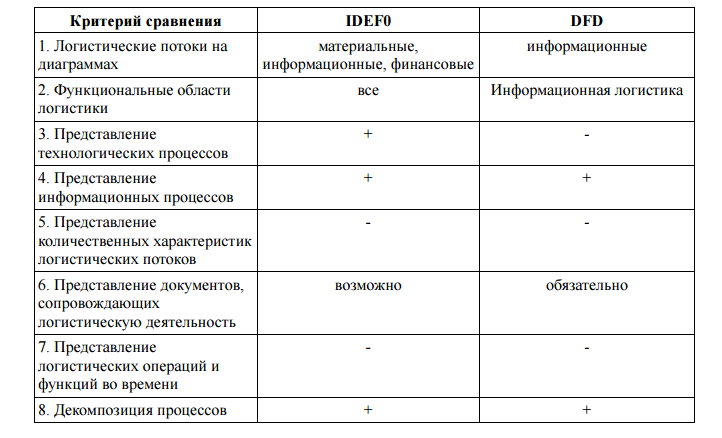 Критерий сравнения IDEF0 DFD
1. Логистические потоки на материальные, информационные
диаграммах информационные, финансовые
2. Функциональные области все Информационная логистика
логистики
3. Представление + -
технологических процессов
4. Представление + +
информационных процессов
5. Представление - -
количественных характеристик
логистических потоков
6. Представление документов, возможно обязательно
сопровождающих
логистическую деятельность
7. Представление - -
логистических операций и
функций во времени
8. Декомпозиция процессов + +